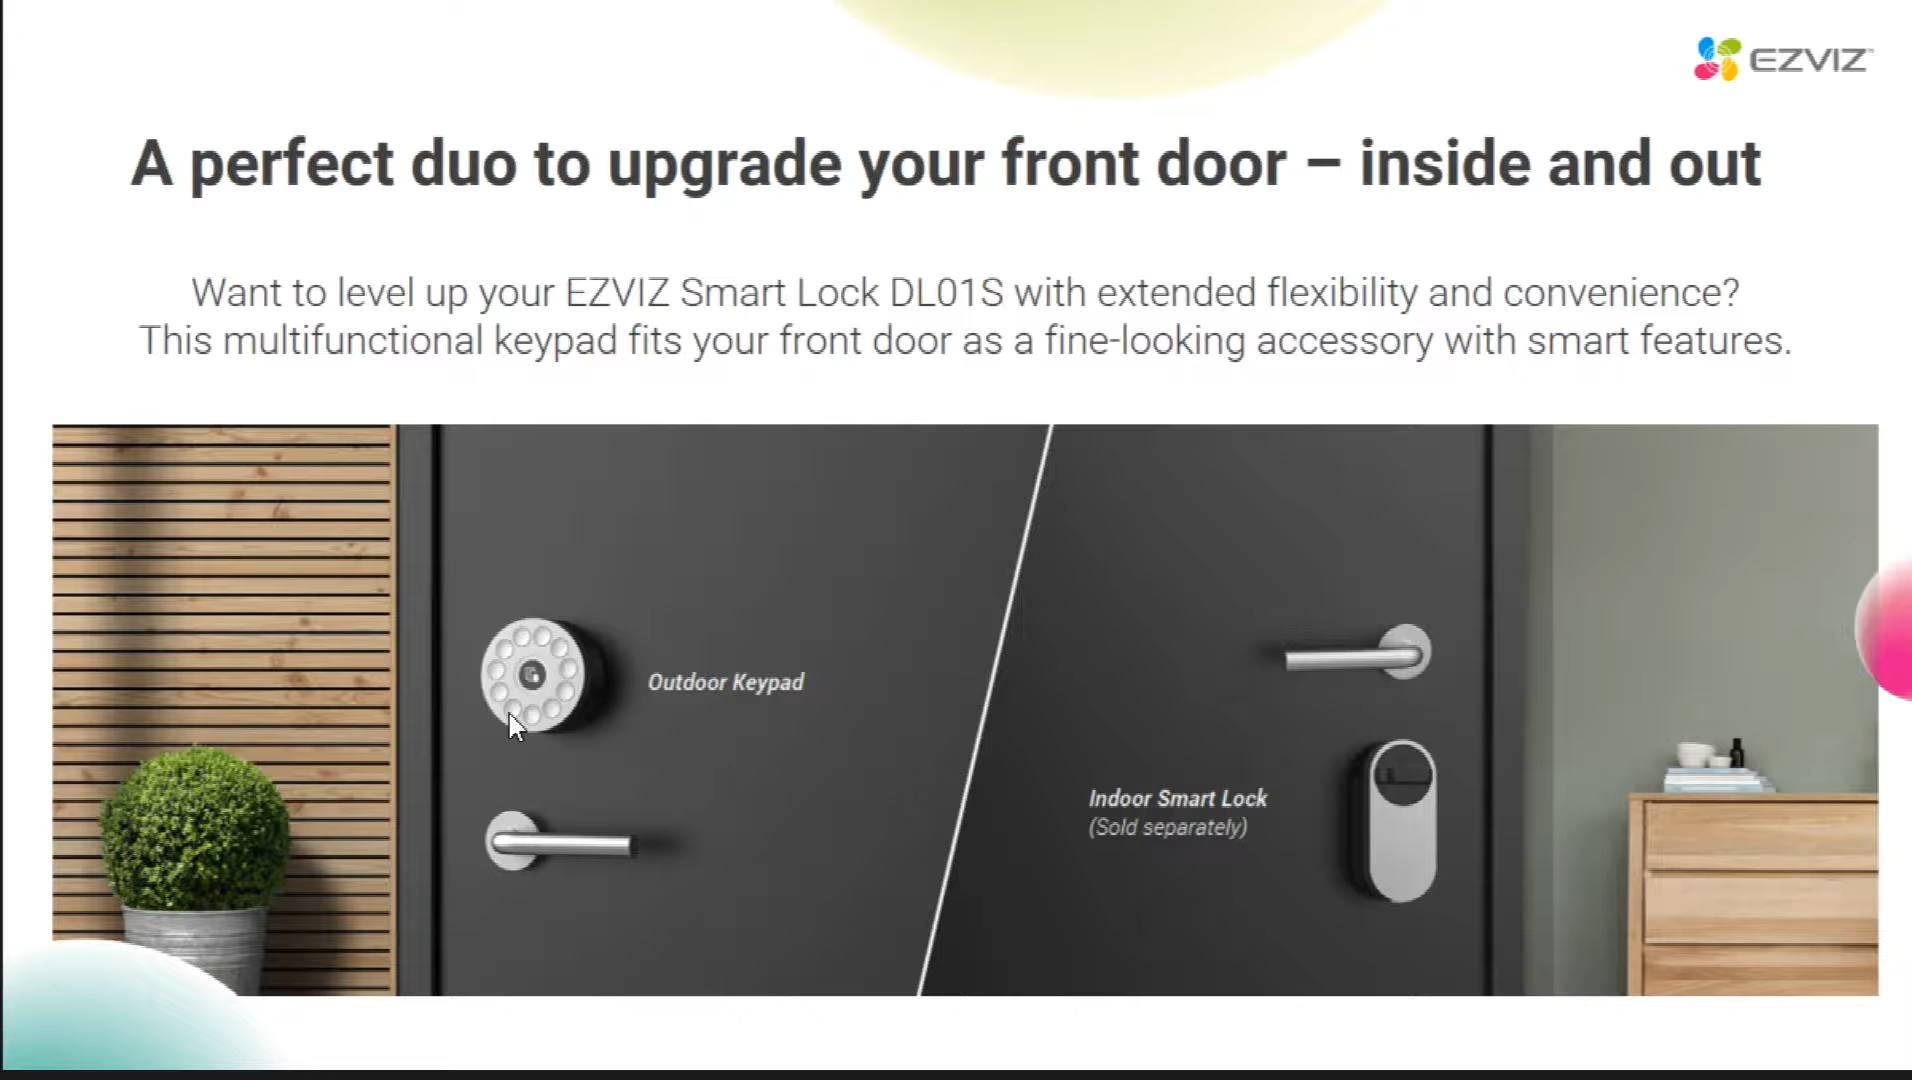 EZVIZ™
A perfect duo to upgrade your front door – inside and out
Want to level up your EZVIZ Smart Lock DL01S with extended flexibility and convenience?
This multifunctional keypad fits your front door as a fine-looking accessory with smart features.
Outdoor Keypad
Indoor Smart Lock
(Sold separately)